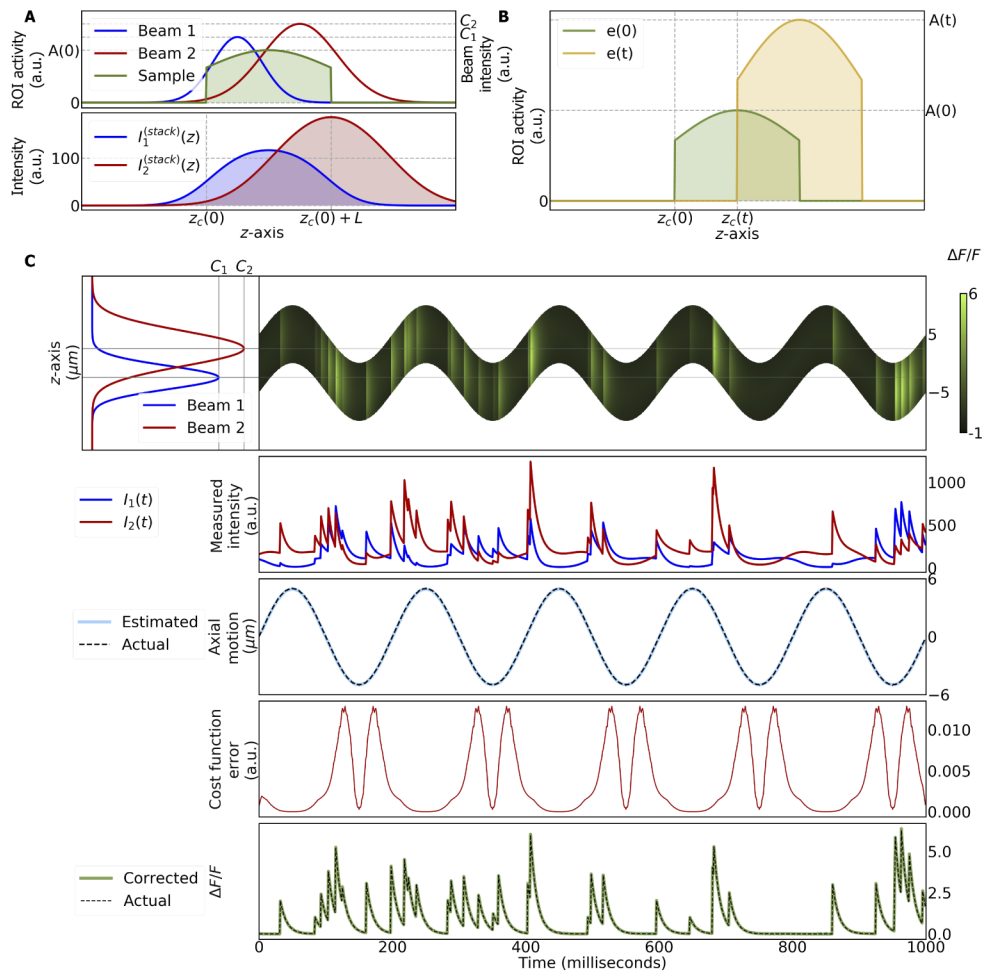 A
ROI activity
(a.u.)
A(0)
0
Beam 1
Beam 2
Sample
C₂
C₁
Beam
intensity
(a.u.)
Intensity
(a.u.)
100
0
I₁^(stack)(z)
I₂^(stack)(z)
z_c(0)
z_c(0) + L
z-axis
B
ROI activity
(a.u.)
0
e(0)
e(t)
A(t)
A(0)
z_c(0)
z_c(t)
z-axis
C
C₁
C₂
z-axis
(μm)
Beam 1
Beam 2
5
−5
ΔF/F
6
-1
I₁(t)
I₂(t)
Measured
intensity
(a.u.)
1000
500
0
Estimated
Actual
Axial
motion(μm)
6
0
−6
Cost function
error
(a.u.)
0.010
0.005
0.000
Corrected
Actual
ΔF/F
5.0
2.5
0.0
0
200
400
600
800
1000
Time (milliseconds)